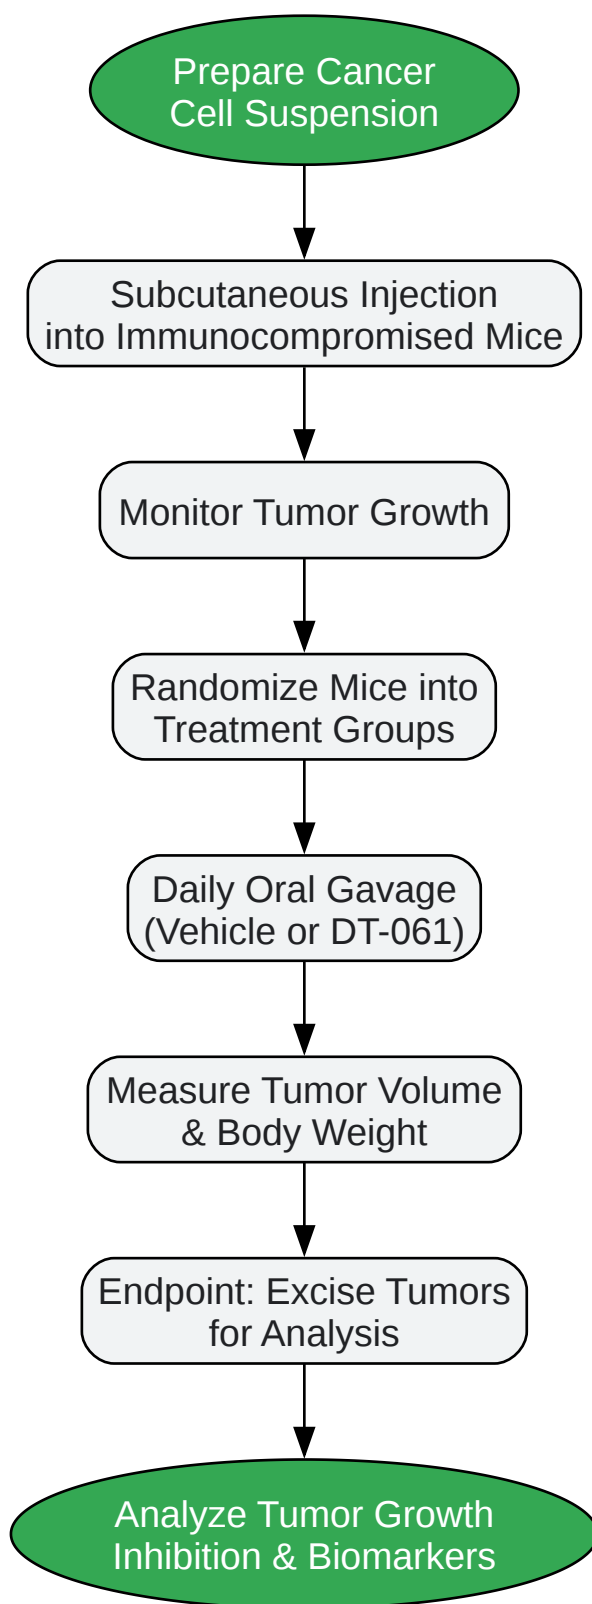 Prepare Cancer
Cell Suspension
Subcutaneous Injection
into Immunocompromised Mice
Monitor Tumor Growth
Randomize Mice into
Treatment Groups
Daily Oral Gavage
(Vehicle or DT-061)
Measure Tumor Volume
& Body Weight
Endpoint: Excise Tumors
for Analysis
Analyze Tumor Growth
Inhibition & Biomarkers